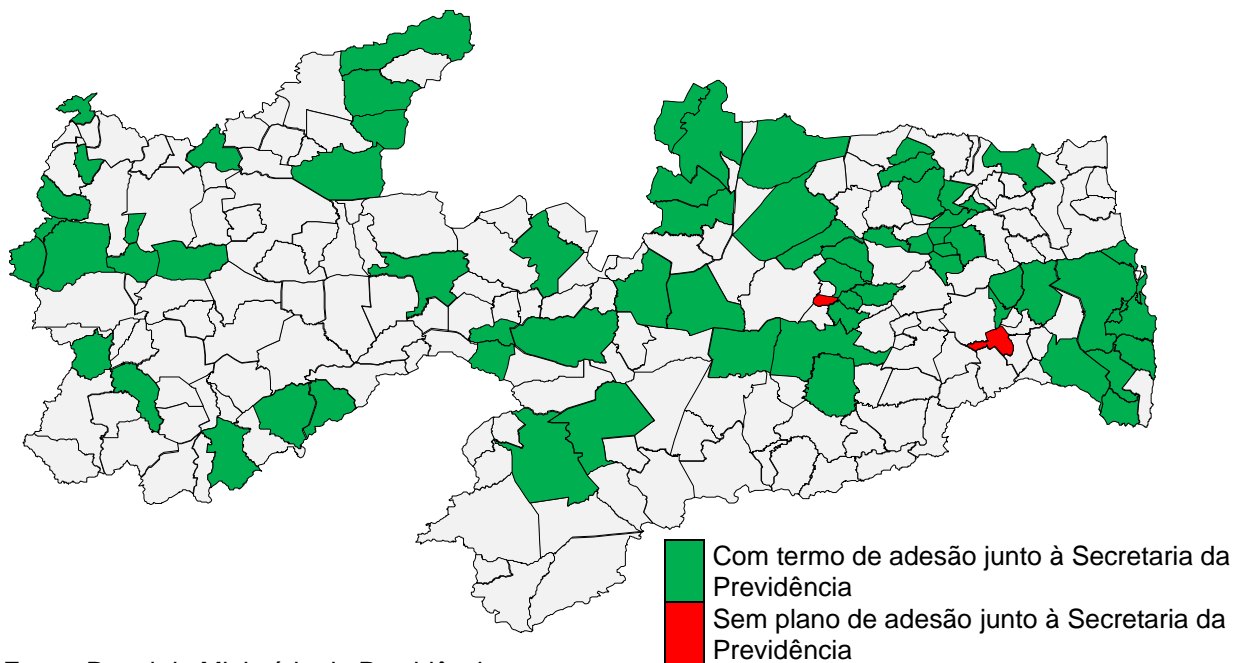 Com termo de adesão junto à Secretaria da
Previdência
Sem plano de adesão junto à Secretaria da
Previdência